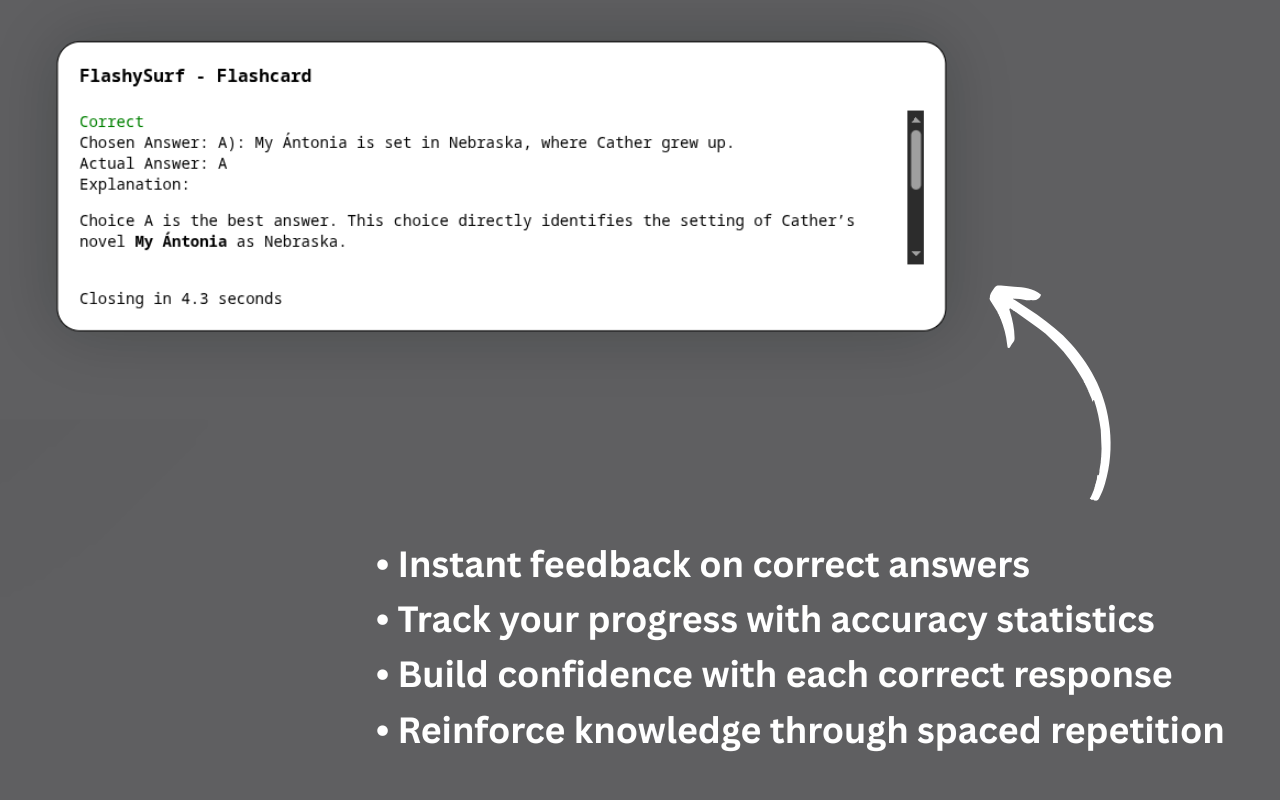 FlashySurf - Flashcard
Correct
Chosen Answer: A): My Ántonia is set in Nebraska, where Cather grew up.
Actual Answer: A
Explanation:
Choice A is the best answer. This choice directly identifies the setting of Cather’s
novel My Ántonia as Nebraska.
Closing in 4.3 seconds
• Instant feedback on correct answers
• Track your progress with accuracy statistics
• Build confidence with each correct response
• Reinforce knowledge through spaced repetition